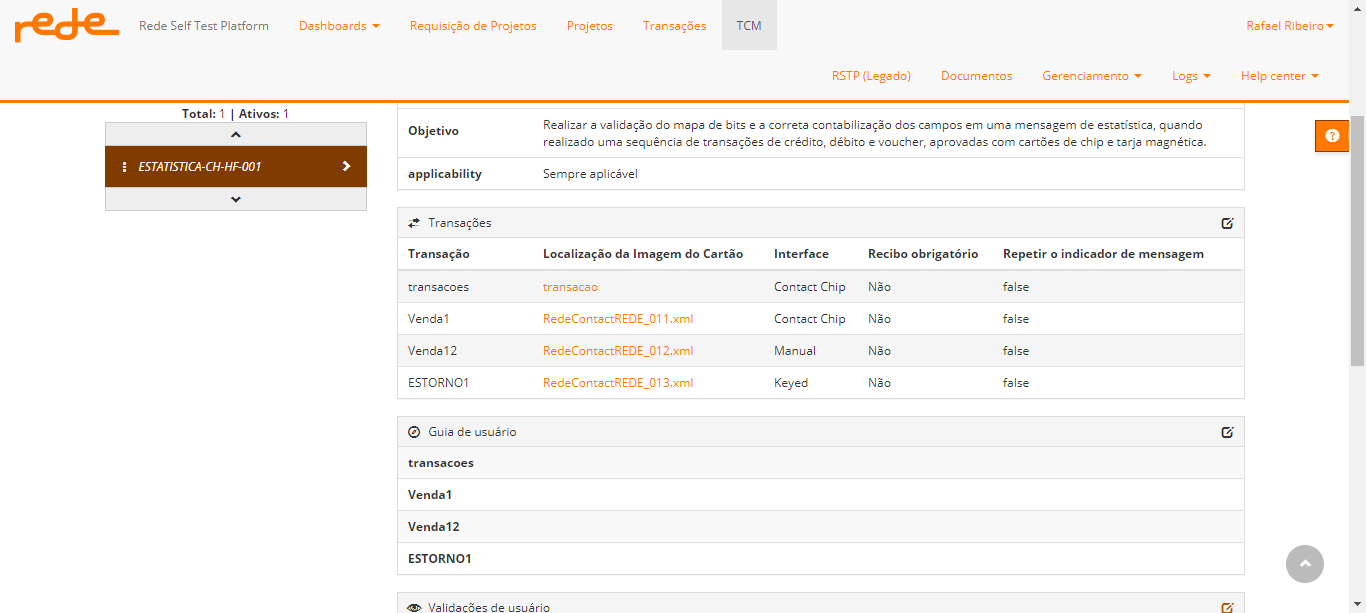 rede Rede Self Test Platform Dashboards Requisição de Projetos Projetos Transações TCM Rafael Ribeiro
RSTP (Legado) Documentos Gerenciamento Logs Help center
Total: 1 | Ativos: 1
ESTATISTICA-CH-HF-001
Objetivo
Realizar a validação do mapa de bits e a correta contabilização dos campos em uma mensagem de estatística, quando
realizado uma sequência de transações de crédito, débito e voucher, aprovadas com cartões de chip e tarja magnética.
applicability Sempre aplicável
Transações
Transação Localização da Imagem do Cartão Interface Recibo obrigatório Repetir o indicador de mensagem
transacoes transacao Contact Chip Não false
Venda1 RedeContactREDE_011.xml Contact Chip Não false
Venda12 RedeContactREDE_012.xml Manual Não false
ESTORNO1 RedeContactREDE_013.xml Keyed Não false
Guia de usuário
transacoes
Venda1
Venda12
ESTORNO1
Validações de usuário